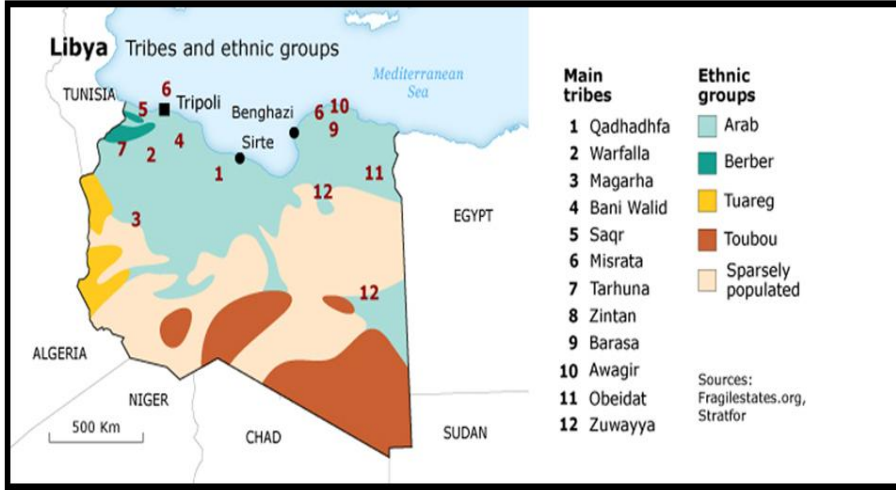 Libya Tribes and ethnic groups
TUNISIA
6
5
Tripoli
Mediterranean
Sea
Benghazi
6
10
9
Sirte
7
2
4
1
11
12
3
EGYPT
12
ALGERIA
NIGER
500 Km
CHAD
SUDAN
Main
tribes
1 Qadhadhfa
2 Warfalla
3 Magarha
4 Bani Walid
5 Saqr
6 Misrata
7 Tarhuna
8 Zintan
9 Barasa
10 Awagir
11 Obeidat
12 Zuwayya
Ethnic
groups
Arab
Berber
Tuareg
Toubou
Sparsely
populated
Sources:
Fragilestates.org,
Stratfor